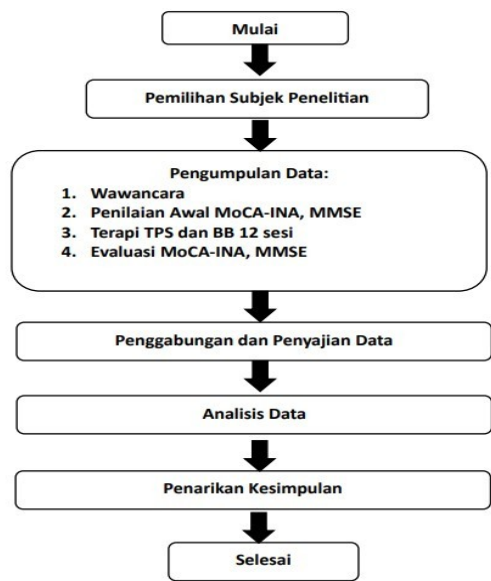 Mulai
Pemilihan Subjek Penelitian
Pengumpulan Data:
1. Wawancara
2. Penilaian Awal MoCA-INA, MMSE
3. Terapi TPS dan BB 12 sesi
4. Evaluasi MoCA-INA, MMSE
Penggabungan dan Penyajian Data
Analisis Data
Penarikan Kesimpulan
Selesai